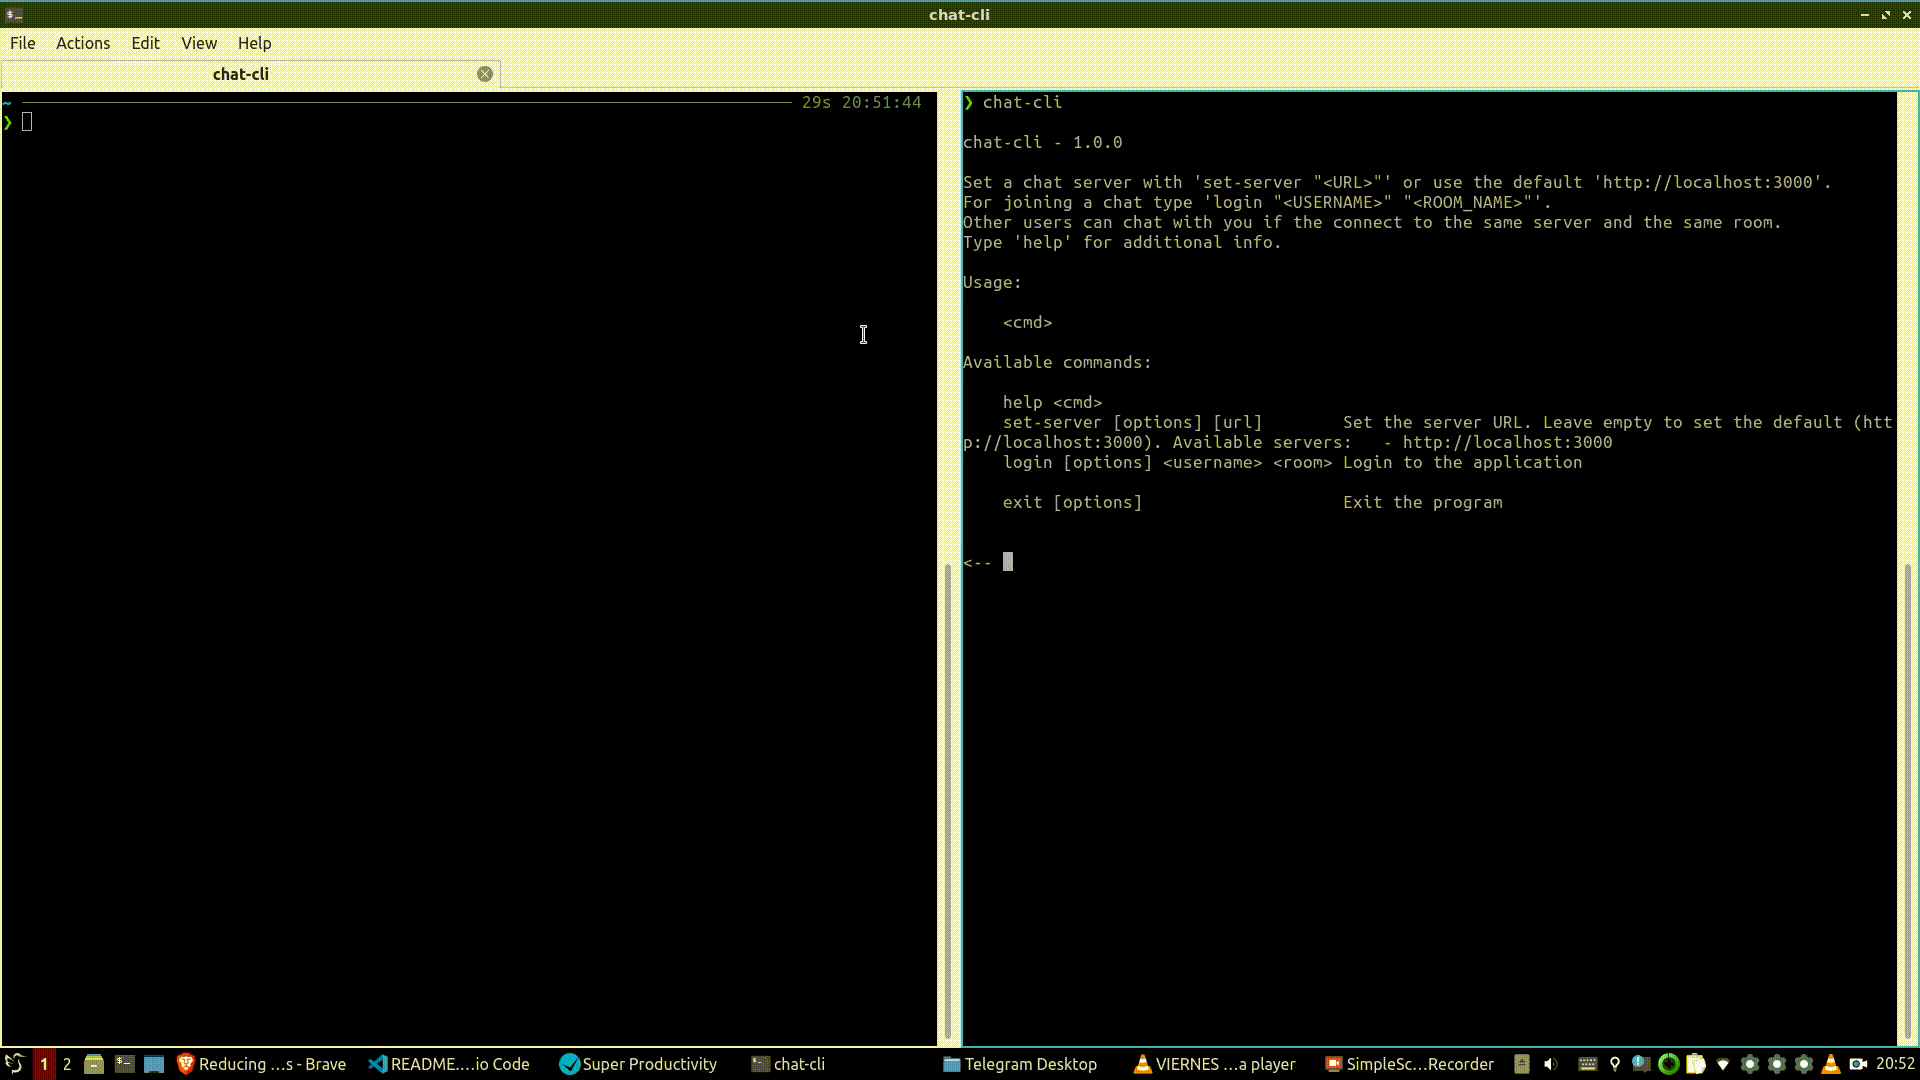 chat-cli
File Actions Edit View Help
chat-cli
~ 29s 20:51:44
❯
❯ chat-cli
chat-cli - 1.0.0
Set a chat server with 'set-server "<URL>"' or use the default 'http://localhost:3000'.
For joining a chat type 'login "<USERNAME>" "<ROOM_NAME>"'.
Other users can chat with you if the connect to the same server and the same room.
Type 'help' for additional info.
Usage:
<cmd>
Available commands:
help <cmd>
set-server [options] [url] Set the server URL. Leave empty to set the default (htt
p://localhost:3000). Available servers: - http://localhost:3000
login [options] <username> <room> Login to the application
exit [options] Exit the program
<--
1 2 Reducing ...s - Brave README....io Code Super Productivity chat-cli Telegram Desktop VIERNES ...a player SimpleSc...Recorder 20:52